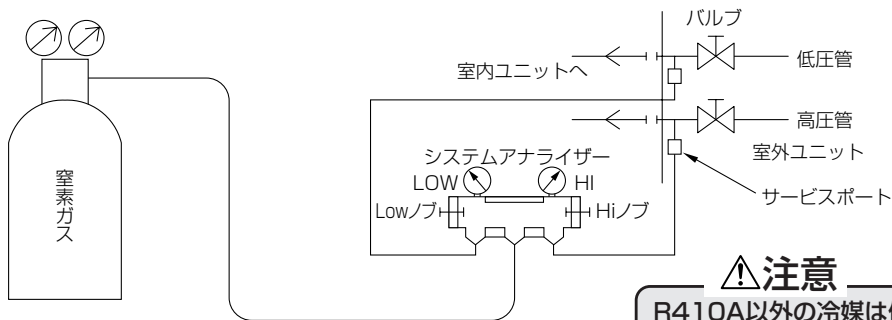 バルブ
低圧管
室内ユニットへ
高圧管
室外ユニット
システムアナライザー
LOW
HI
サービスポート
Lowノブ
Hiノブ
窒素ガス
注意
R410A以外の冷媒は